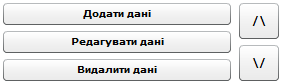 Додати дані
/\
Редагувати дані
\/
Видалити дані